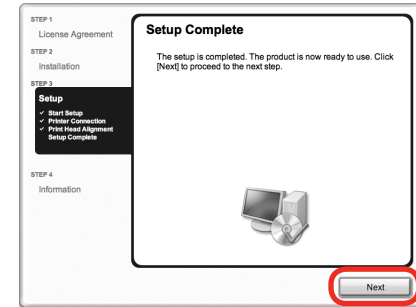 STEP 1
License Agreement
STEP 2
Installation
STEP 3
Setup
✓ Start Setup
✓ Printer Connection
✓ Print Head Alignment
Setup Complete
STEP 4
Information
Setup Complete
The setup is completed. The product is now ready to use. Click
[Next] to proceed to the next step.
Next